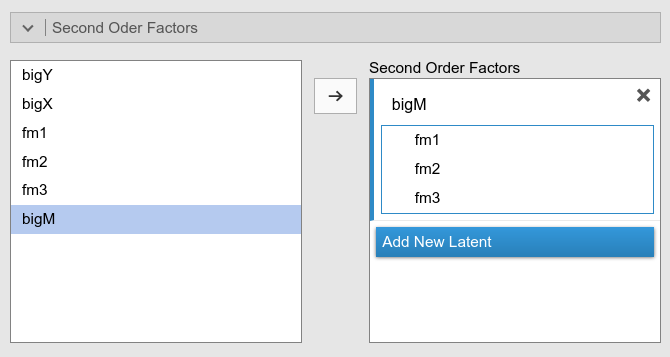 Second Oder Factors
bigY
bigX
fm1
fm2
fm3
bigM
Second Order Factors
bigM
fm1
fm2
fm3
Add New Latent